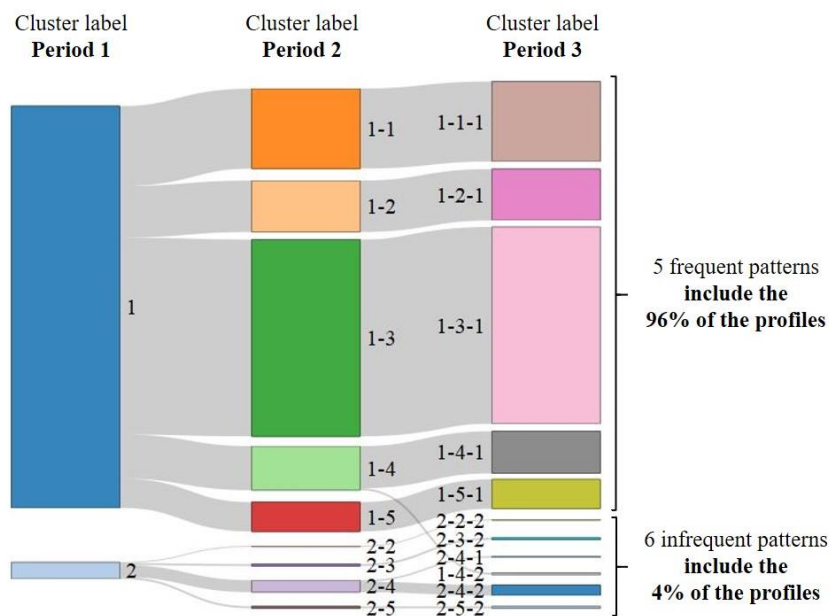 Cluster label
Period 1
Cluster label
Period 2
Cluster label
Period 3
1-1
1-1-1
1-2
1-2-1
1
1-3
1-3-1
5 frequent patterns
include the
96% of the profiles
1-4
1-4-1
1-5
1-5-1
2
2-2
2-3
2-4
2-5
2-2-2
2-3-2
2-4-1
1-4-2
2-4-2
2-5-2
6 infrequent patterns
include the
4% of the profiles